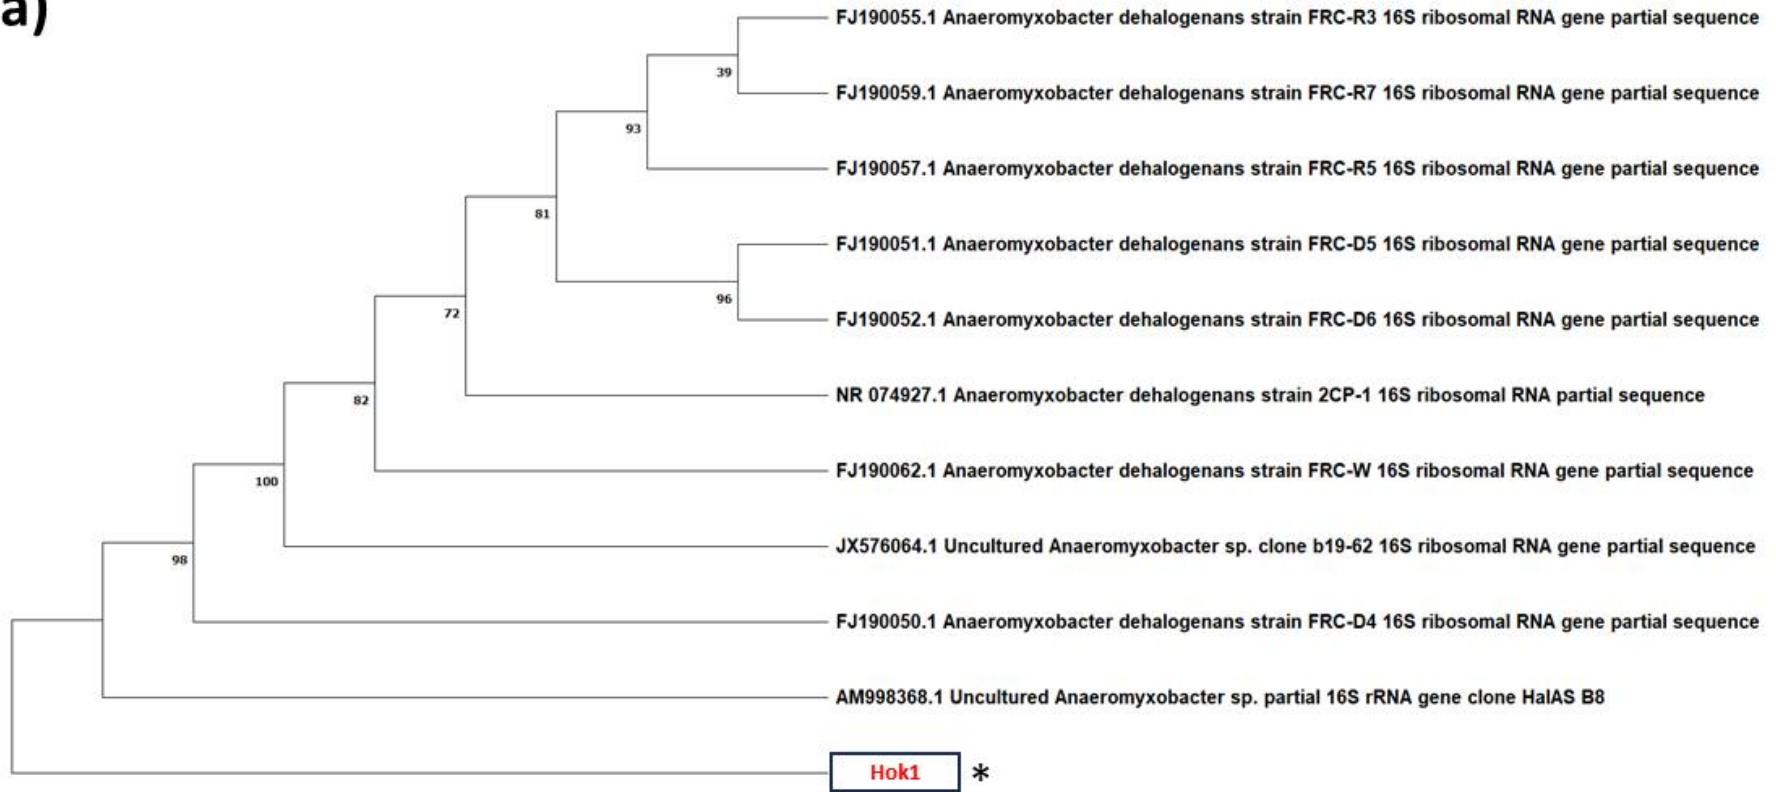 a)
FJ190055.1 Anaeromyxobacter dehalogenans strain FRC-R3 16S ribosomal RNA gene partial sequence
39
FJ190059.1 Anaeromyxobacter dehalogenans strain FRC-R7 16S ribosomal RNA gene partial sequence
93
FJ190057.1 Anaeromyxobacter dehalogenans strain FRC-R5 16S ribosomal RNA gene partial sequence
81
FJ190051.1 Anaeromyxobacter dehalogenans strain FRC-D5 16S ribosomal RNA gene partial sequence
96
72
FJ190052.1 Anaeromyxobacter dehalogenans strain FRC-D6 16S ribosomal RNA gene partial sequence
NR 074927.1 Anaeromyxobacter dehalogenans strain 2CP-1 16S ribosomal RNA partial sequence
82
FJ190062.1 Anaeromyxobacter dehalogenans strain FRC-W 16S ribosomal RNA gene partial sequence
100
JX576064.1 Uncultured Anaeromyxobacter sp. clone b19-62 16S ribosomal RNA gene partial sequence
98
FJ190050.1 Anaeromyxobacter dehalogenans strain FRC-D4 16S ribosomal RNA gene partial sequence
AM998368.1 Uncultured Anaeromyxobacter sp. partial 16S rRNA gene clone HalAS B8
Hok1 *